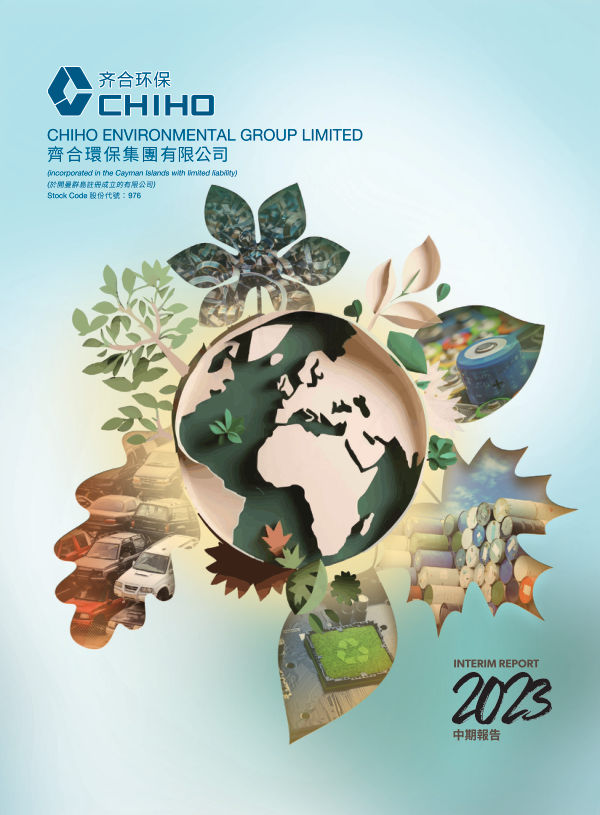 齐合环保
CHIHO
CHIHO ENVIRONMENTAL GROUP LIMITED
齊合環保集團有限公司
(incorporated in the Cayman Islands with limited liability)
(於開曼群島註冊成立的有限公司)
Stock Code 股份代號：976
INTERIM REPORT
2023
中期報告